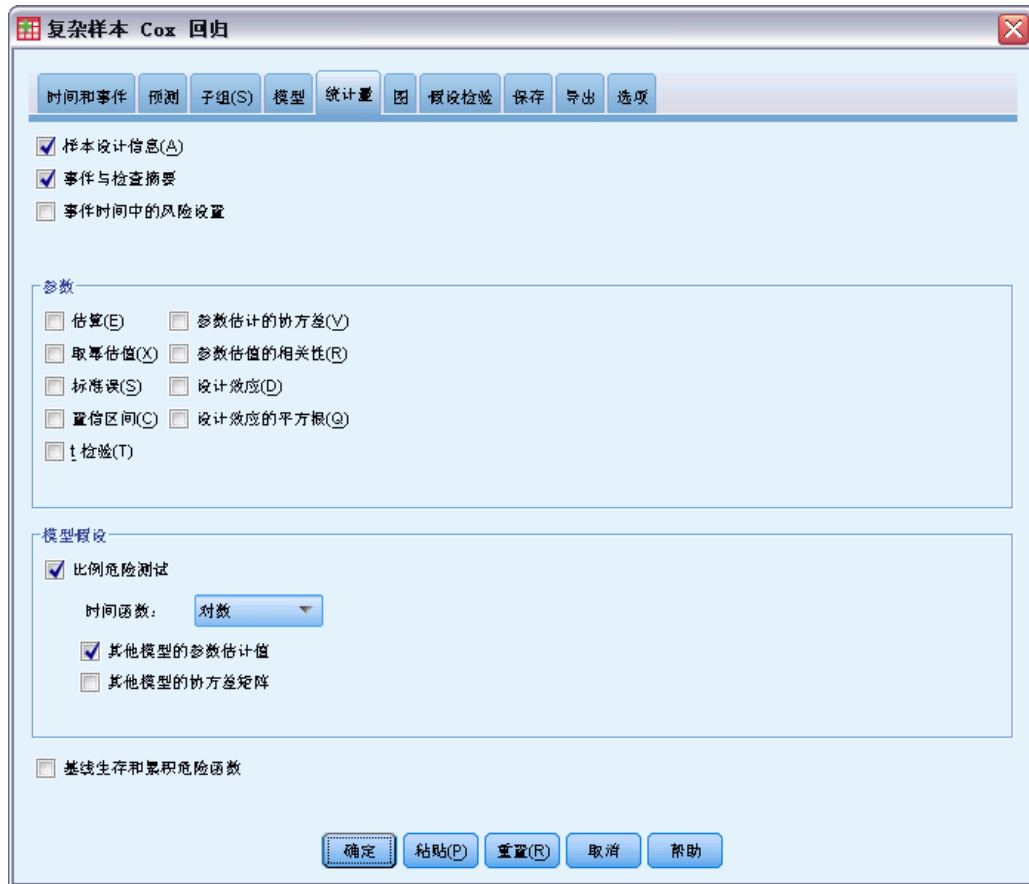 复杂样本 Cox 回归
时间和事件 预测 子组(S) 模型 统计量 图 假设检验 保存 导出 选项
样本设计信息(A)
事件与检查摘要
事件时间中的风险设置
参数
估算(E) 参数估计的协方差(V)
取幂估值(X) 参数估值的相关性(R)
标准误(S) 设计效应(D)
置信区间(C) 设计效应的平方根(Q)
t 检验(T)
模型假设
比例危险测试
时间函数: 对数
其他模型的参数估计值
其他模型的协方差矩阵
基线生存和累积危险函数
确定 粘贴(P) 重置(R) 取消 帮助